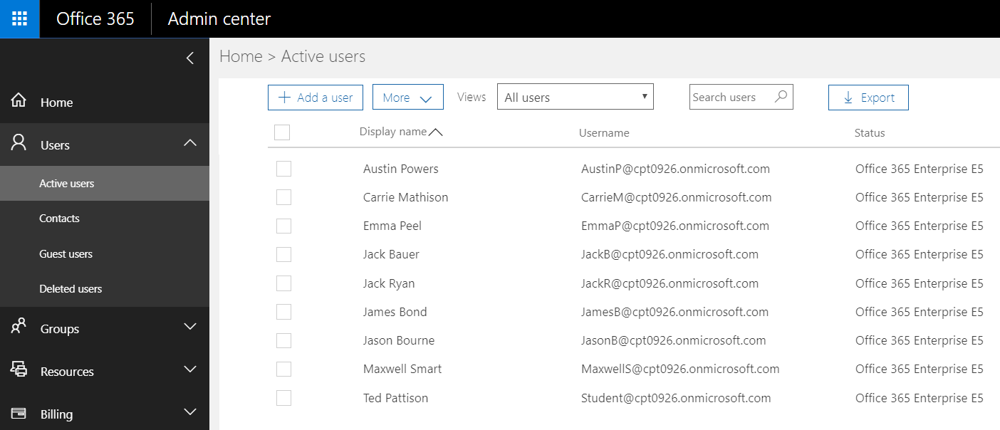 Office 365 Admin center
Home > Active users
Home
Users
Active users
Contacts
Guest users
Deleted users
Groups
Resources
Billing
Add a user More Views All users Search users Export
Display name Username Status
Austin Powers AustinP@cpt0926.onmicrosoft.com Office 365 Enterprise E5
Carrie Mathison CarrieM@cpt0926.onmicrosoft.com Office 365 Enterprise E5
Emma Peel EmmaP@cpt0926.onmicrosoft.com Office 365 Enterprise E5
Jack Bauer JackB@cpt0926.onmicrosoft.com Office 365 Enterprise E5
Jack Ryan JackR@cpt0926.onmicrosoft.com Office 365 Enterprise E5
James Bond JamesB@cpt0926.onmicrosoft.com Office 365 Enterprise E5
Jason Bourne JasonB@cpt0926.onmicrosoft.com Office 365 Enterprise E5
Maxwell Smart MaxwellS@cpt0926.onmicrosoft.com Office 365 Enterprise E5
Ted Pattison Student@cpt0926.onmicrosoft.com Office 365 Enterprise E5